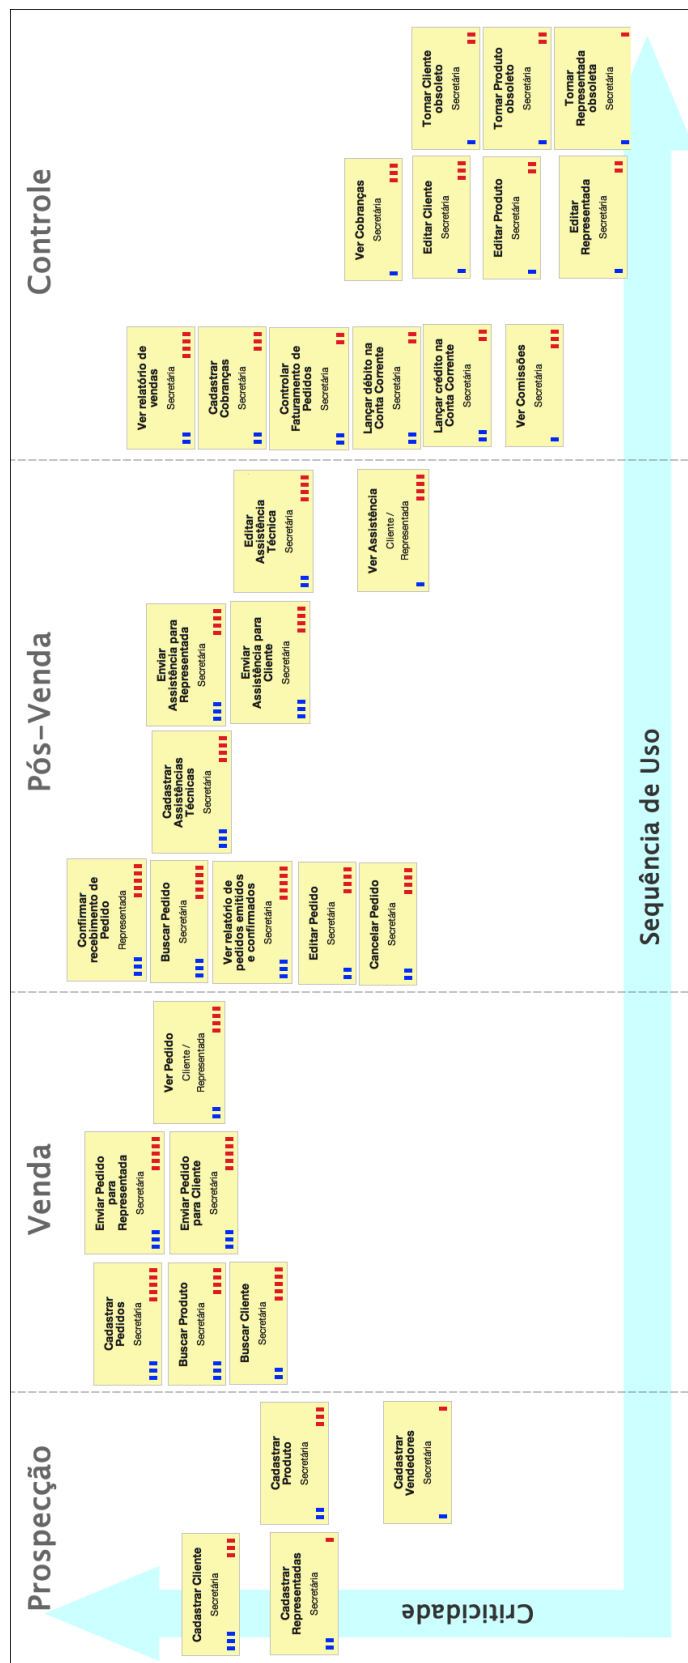 Prospecção
Cadastrar Cliente
Secretária
Cadastrar
Representadas
Secretária
Cadastrar
Produto
Secretária
Cadastrar
Vendedores
Secretária
Venda
Cadastrar
Pedidos
Secretária
Buscar Produto
Secretária
Buscar Cliente
Secretária
Enviar Pedido
para
Representada
Secretária
Enviar Pedido
para Cliente
Secretária
Ver Pedido
Cliente /
Representada
Pós-Venda
Confirmar
recebimento de
Pedido
Representada
Buscar Pedido
Secretária
Ver relatório de
pedidos emitidos
e confirmados
Secretária
Editar Pedido
Secretária
Cancelar Pedido
Secretária
Cadastrar
Assistências
Técnicas
Secretária
Enviar
Assistência para
Representada
Secretária
Enviar
Assistência para
Cliente
Secretária
Editar
Assistência
Técnica
Secretária
Ver Assistência
Cliente /
Representada
Controle
Ver relatório de
vendas
Secretária
Cadastrar
Cobranças
Secretária
Controlar
Faturamento de
Pedidos
Secretária
Lançar débito na
Conta Corrente
Secretária
Lançar crédito na
Conta Corrente
Secretária
Ver Comissões
Secretária
Ver Cobranças
Secretária
Editar Cliente
Secretária
Editar Produto
Secretária
Editar
Representada
Secretária
Tornar Cliente
obsoleto
Secretária
Tornar Produto
obsoleto
Secretária
Tornar
Representada
obsoleta
Secretária
Criticidade
Sequência de Uso